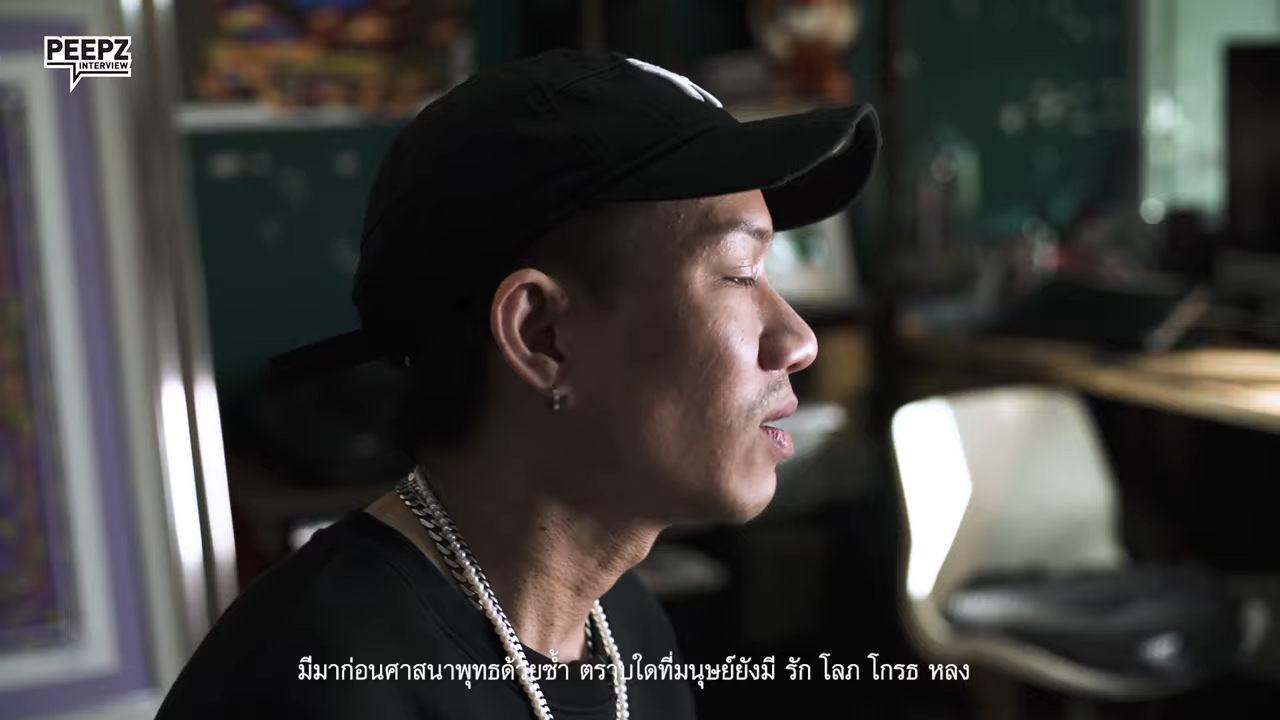 PEEPZ
INTERVIEW
มีมาก่อนศาสนาพุทธด้วยซ้ำ ตราบใดที่มนุษย์ยังมี รัก โลภ โกรธ หลง